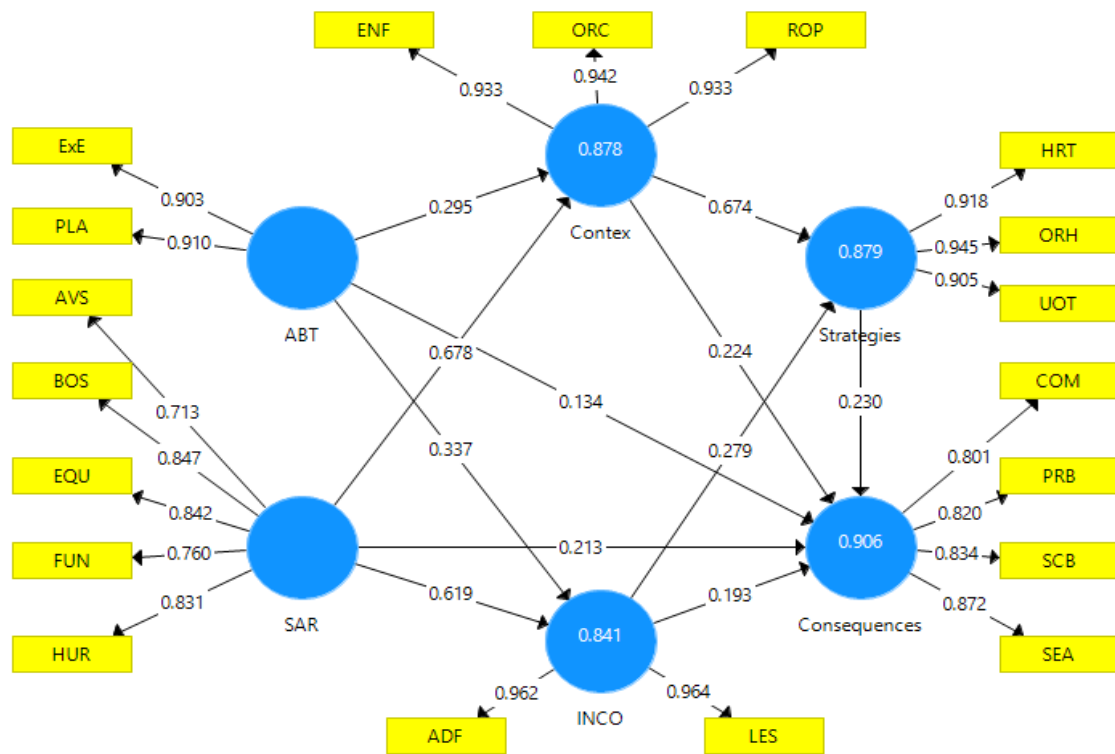 ENF
ORC
ROP
0.933
0.942
0.933
ExE
0.903
PLA
0.910
AVS
0.878
Contex
0.295
0.674
HRT
0.918
ORH
0.945
0.905
UOT
0.879
Strategies
ABT
0.678
0.224
BOS
0.713
0.134
0.230
COM
0.801
0.847
0.337
0.279
EQU
0.842
PRB
0.820
FUN
0.760
0.213
0.906
0.834
SCB
0.831
0.619
0.193
0.872
HUR
SAR
0.841
Consequences
SEA
0.962
0.964
INCO
ADF
LES